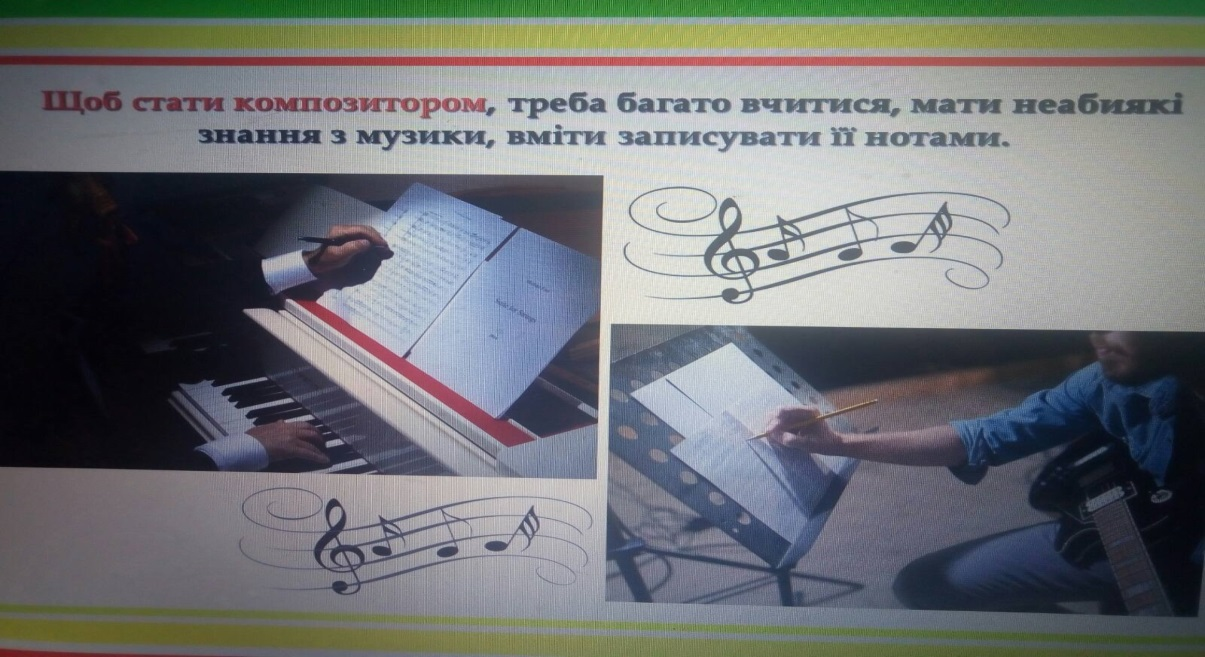 Щоб стати композитором, треба багато вчитися, мати неабиякі
знання з музики, вміти записувати її нотами.